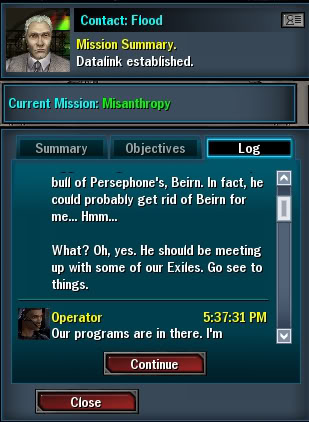 Contact: Flood
Mission Summary.
Datalink established.
Current Mission: Misanthropy
Summary
Objectives
Log
bull of Persephone's, Beirn. In fact, he
could probably get rid of Beirn for
me... Hmm...
What? Oh, yes. He should be meeting
up with some of our Exiles. Go see to
things.
Operator 5:37:31 PM
Our programs are in there. I'm
Continue
Close